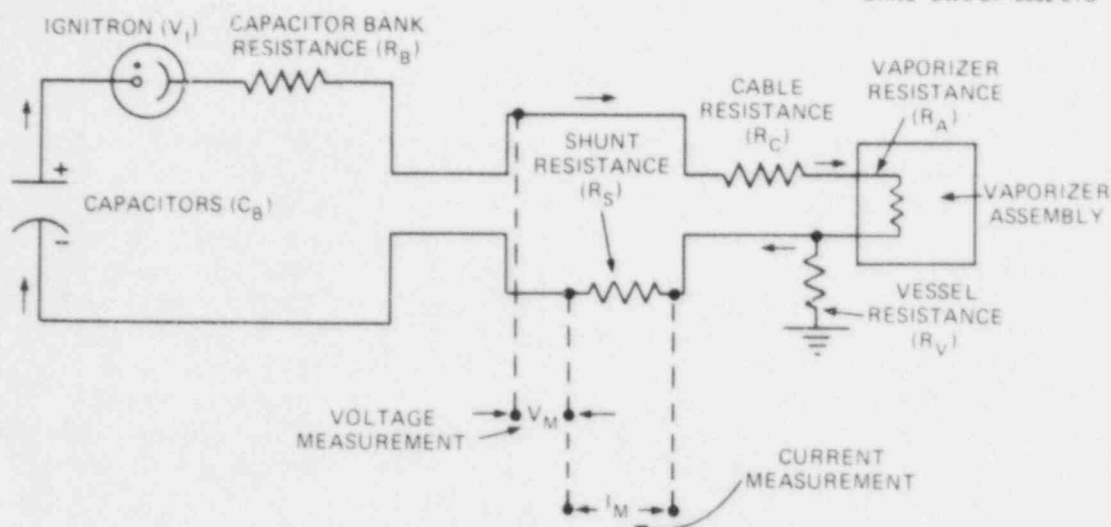 IGNITRON (V_I)
CAPACITOR BANK
RESISTANCE (R_B)
CABLE
RESISTANCE
(R_C)
VAPORIZER
RESISTANCE
(R_A)
SHUNT
RESISTANCE
(R_S)
+
CAPACITORS (C_B)
−
VAPORIZER
ASSEMBLY
VESSEL
RESISTANCE
(R_V)
VOLTAGE
MEASUREMENT
V_M
CURRENT
MEASUREMENT
I_M